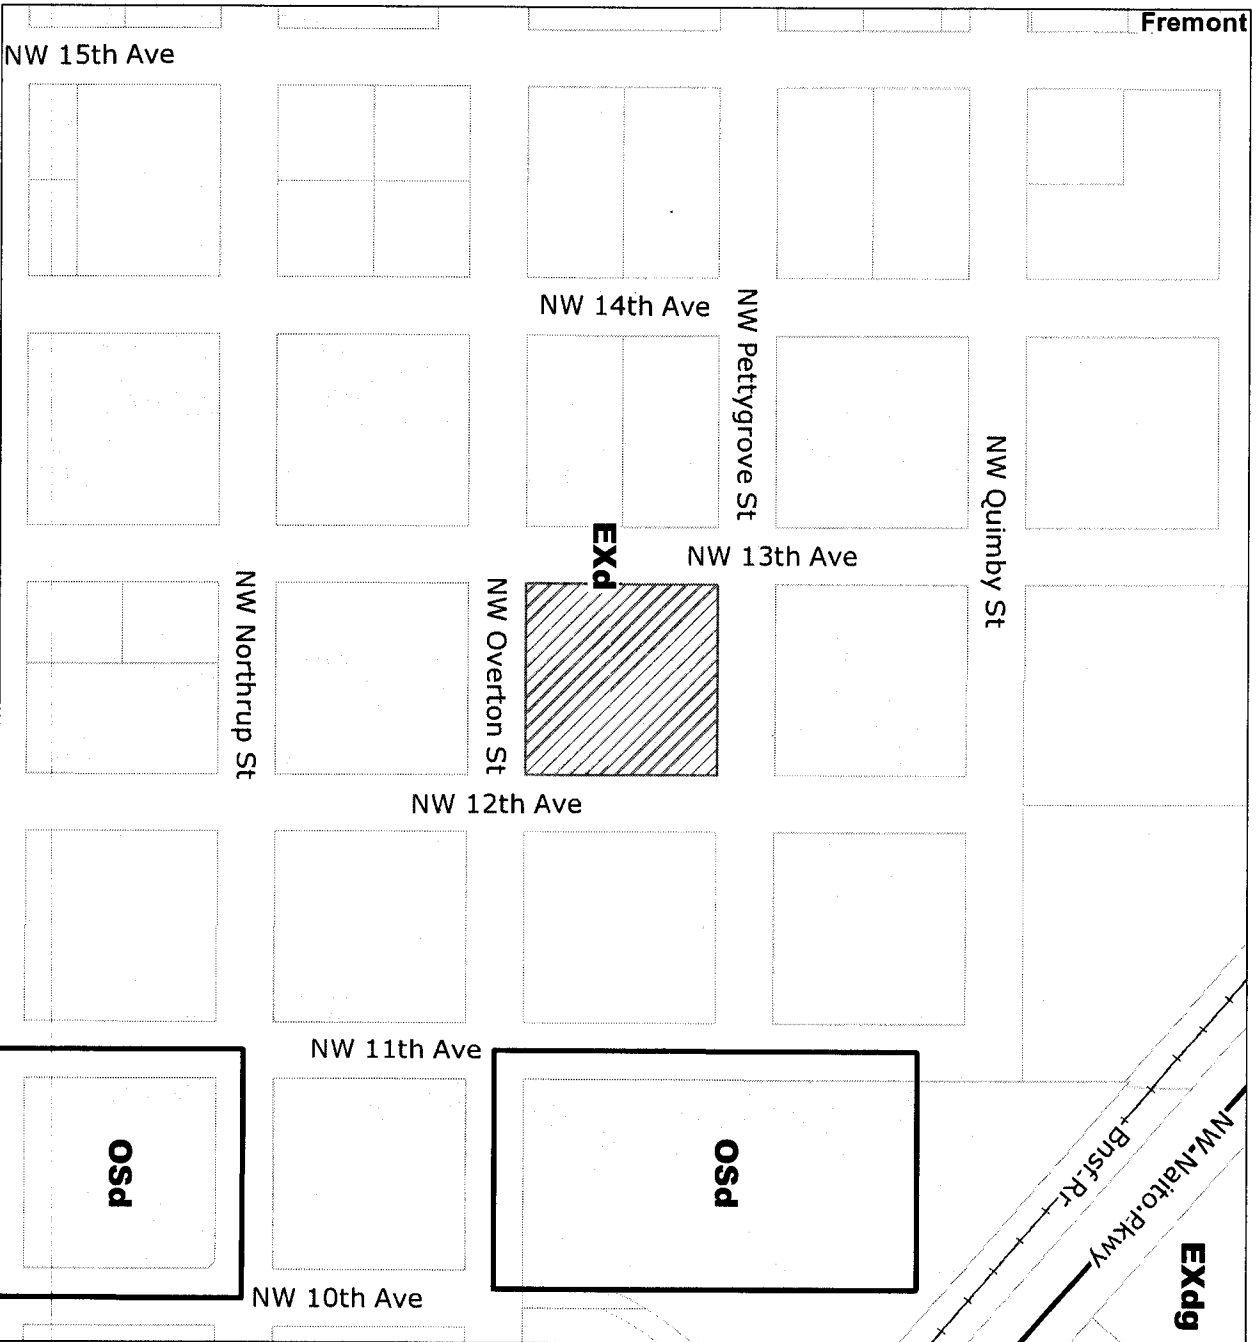 Fremont
NW 15th Ave
NW 14th Ave
NW Pettygrove St
NW Quimby St
EXd
NW 13th Ave
NW Northrup St
NW Overton St
NW 12th Ave
NW 11th Ave
OSd
OSd
Bnsf.Rr
NW.Naito.Pkwy
EXdg
NW 10th Ave